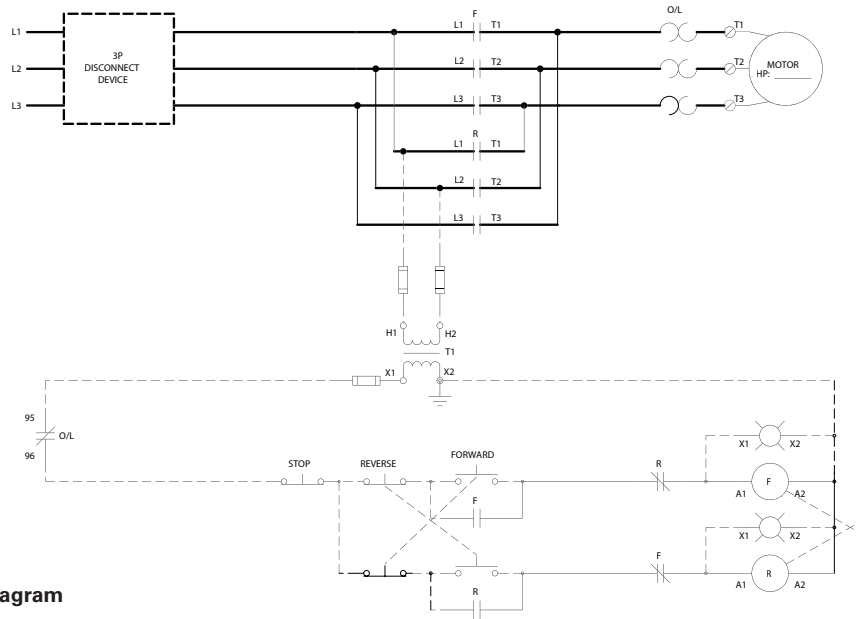 F O/L
L1 L1 T1 T1
3P
DISCONNECT
DEVICE
L2 L2 T2 T2 MOTOR
HP: ________
L3 L3 T3 T3
R
L1 T1
L2 T2
L3 T3
H1 H2
T1
X1 X2
95
O/L
96
STOP REVERSE FORWARD R X1 X2
F A1 F A2
X1 X2
F
R A1 R A2
agram